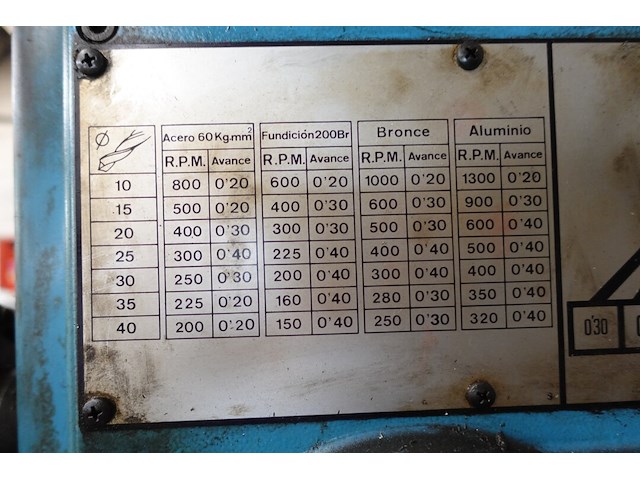 Ø Acero 60 Kg.mm² Fundición 200Br Bronce Aluminio
R.P.M. Avance R.P.M. Avance R.P.M. Avance R.P.M. Avance
10 800 0'20 600 0'20 1000 0'20 1300 0'20
15 500 0'20 400 0'30 600 0'30 900 0'30
20 400 0'30 300 0'30 500 0'30 600 0'40
25 300 0'40 225 0'40 400 0'40 500 0'40
30 250 0'30 200 0'40 300 0'40 400 0'40
35 225 0'20 160 0'40 280 0'30 350 0'40
40 200 0'20 150 0'40 250 0'30 320 0'40
0'30